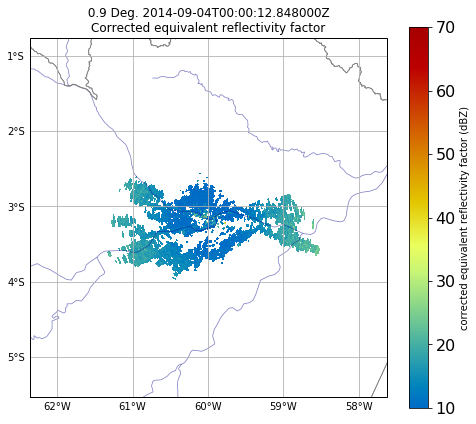 0.9 Deg. 2014-09-04T00:00:12.848000Z
Corrected equivalent reflectivity factor
1°S
2°S
3°S
4°S
5°S
62°W
61°W
60°W
59°W
58°W
70
60
50
40
30
20
10
corrected equivalent reflectivity factor (dBZ)